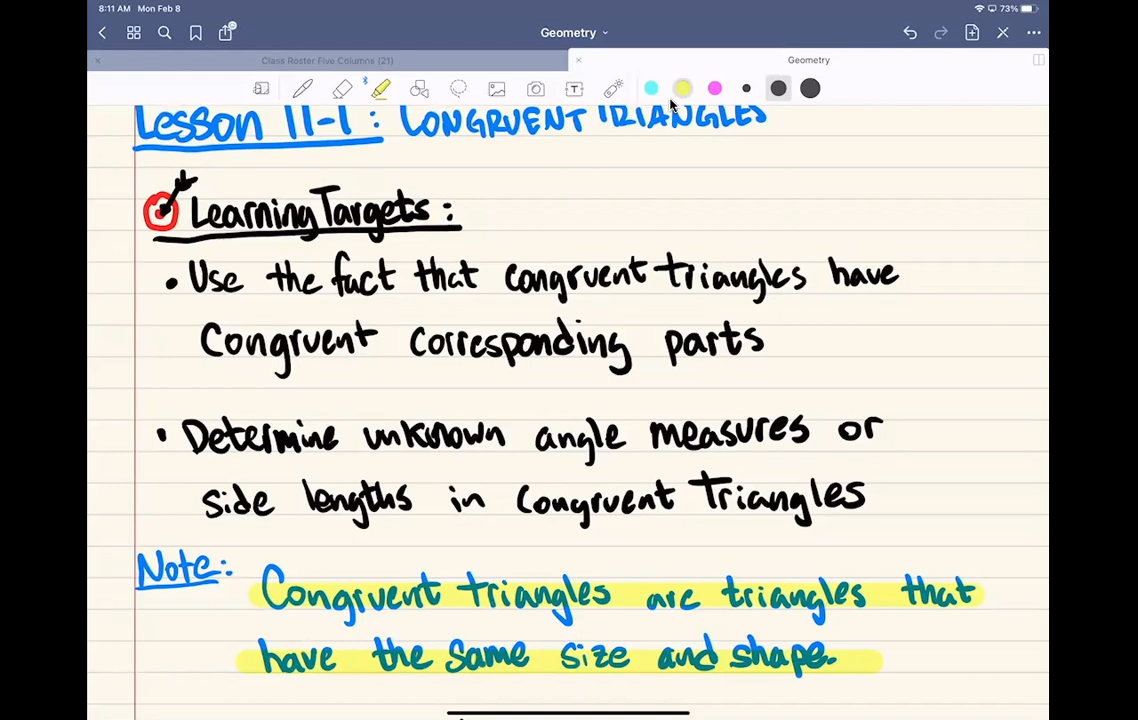 8:11 AM Mon Feb 8
73%
Geometry
Class Roster Five Columns (21)
Geometry
Lesson 11-1: CONGRUENT TRIANGLES
Learning Targets:
• Use the fact that congruent triangles have
Congruent corresponding parts
• Determine unknown angle measures or
side lengths in Congruent Triangles
Note: Congruent triangles are triangles that
have the same size and shape.